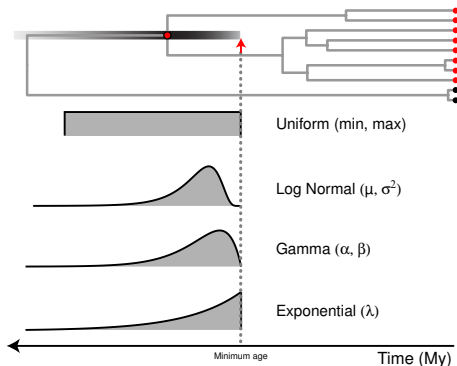 Uniform (min, max)
Log Normal (μ, σ²)
Gamma (α, β)
Exponential (λ)
Minimum age
Time (My)